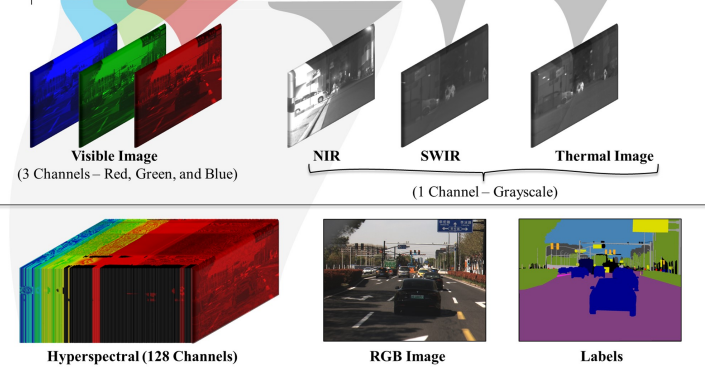 Visible Image
(3 Channels – Red, Green, and Blue)
NIR
SWIR
Thermal Image
(1 Channel – Grayscale)
Hyperspectral (128 Channels)
RGB Image
Labels